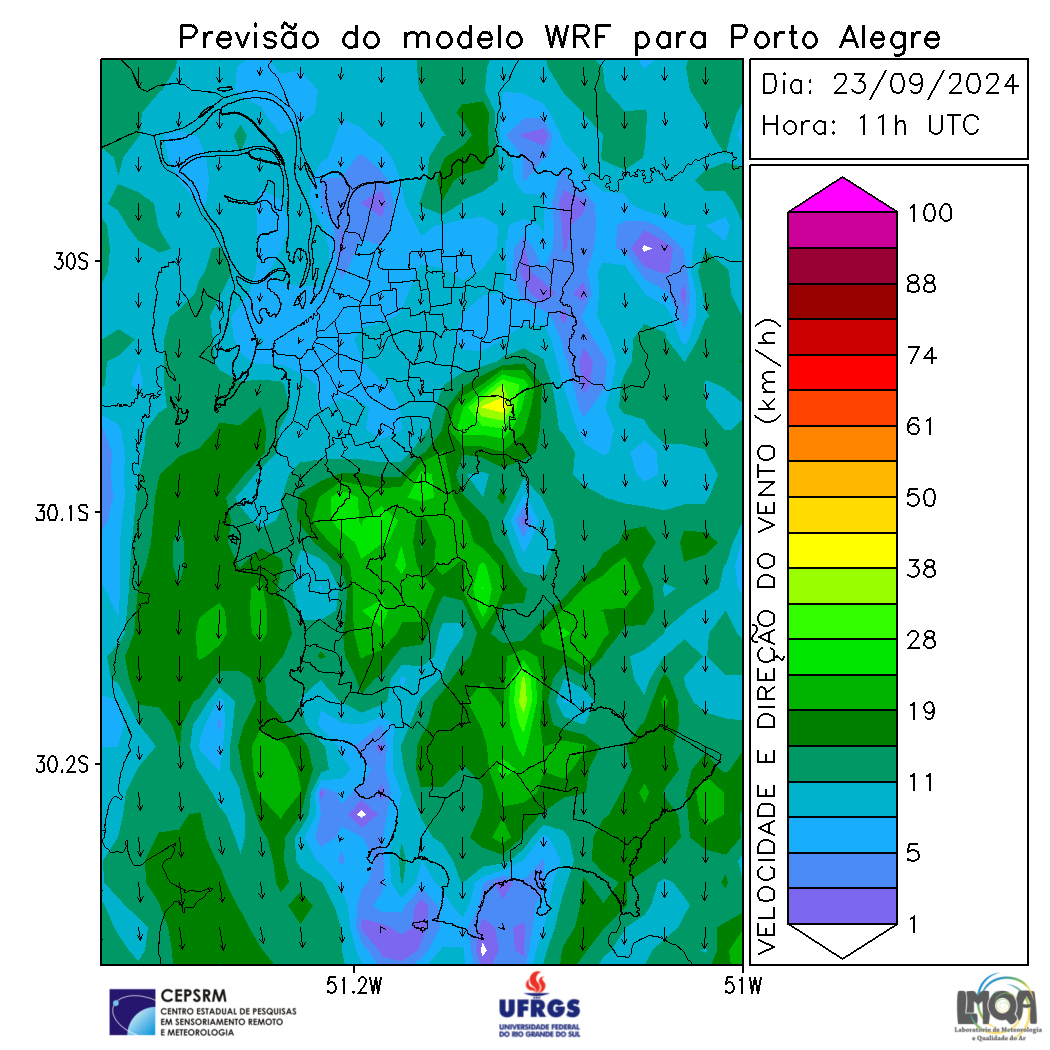 Previsão do modelo WRF para Porto Alegre
Dia: 23/09/2024
Hora: 11h UTC
30S
30.1S
30.2S
51.2W
51W
VELOCIDADE E DIREÇÃO DO VENTO (km/h)
100
88
74
61
50
38
28
19
11
5
1
CEPSRM
CENTRO ESTADUAL DE PESQUISAS
EM SENSORIAMENTO REMOTO
E METEOROLOGIA
UFRGS
UNIVERSIDADE FEDERAL
DO RIO GRANDE DO SUL
LMQA
Laboratório de Meteorologia
e Qualidade do Ar